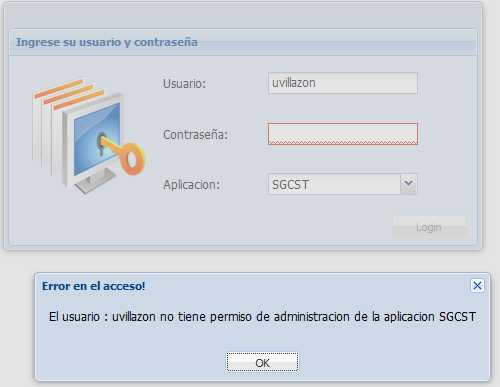 Ingrese su usuario y contraseña
Usuario: uvillazon
Contraseña:
Aplicacion: SGCST
Login
Error en el acceso!
El usuario : uvillazon no tiene permiso de administracion de la aplicacion SGCST
OK